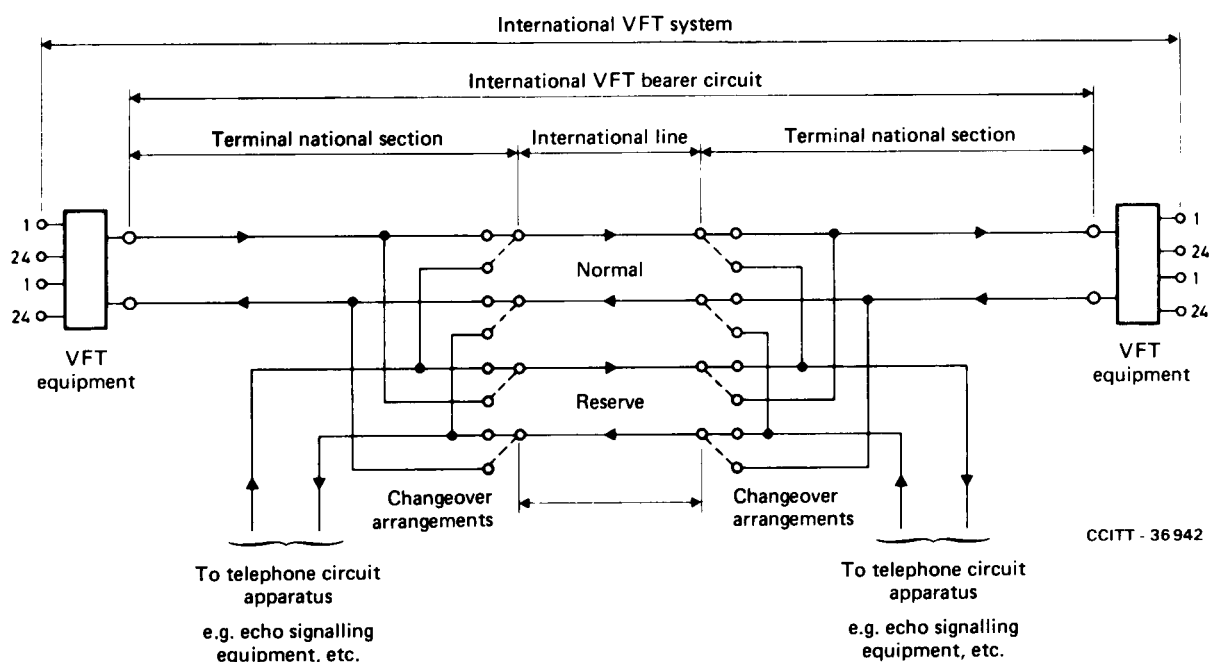 International VFT system
International VFT bearer circuit
Terminal national section
International line
Terminal national section
1
24
1
24
VFT
equipment
Normal
Reserve
1
24
1
24
VFT
equipment
Changeover
arrangements
Changeover
arrangements
CCITT - 36942
To telephone circuit
apparatus
e.g. echo signalling
equipment, etc.
To telephone circuit
apparatus
e.g. echo signalling
equipment, etc.